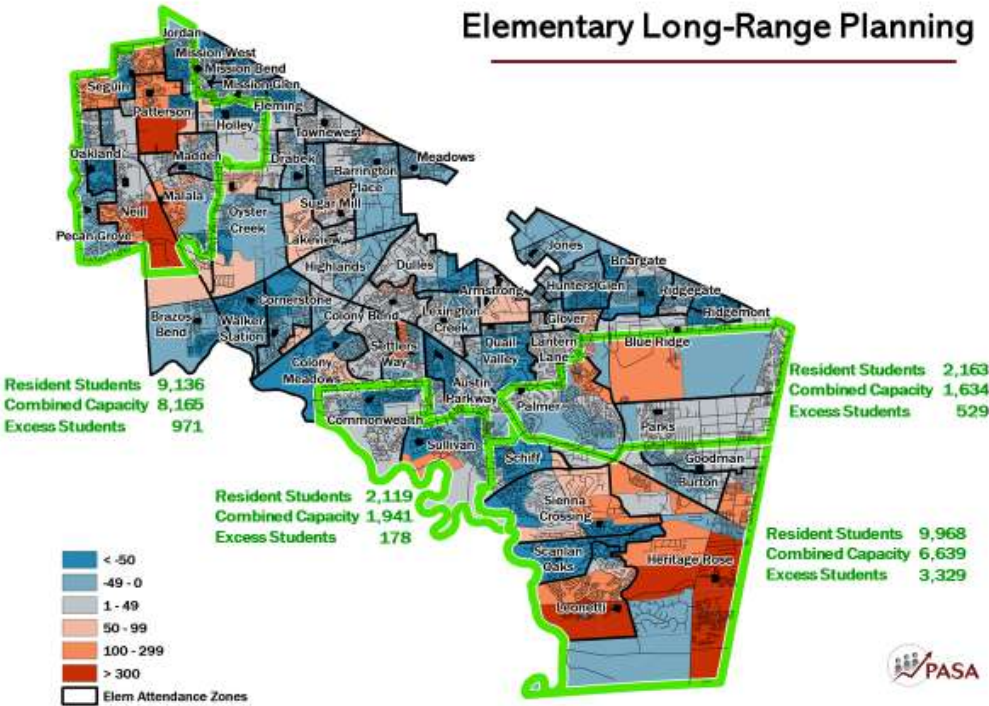 Elementary Long-Range Planning
Jordan
Mission West
Mission Bend
Mission Glen
Seguin
Fleming
Patterson
Holley
Townewest
Oakland
Madden
Drabek
Meadows
Barrington
Place
Malala
Sugar Mill
Neill
Oyster
Creek
Pecan Grove
Lakeview
Highlands
Dulles
Jones
Briargate
Armstrong
Hunters Glen
Ridgegate
Cornerstone
Colony Bend
Lexington
Creek
Glover
Ridgemont
Brazos
Bend
Walker
Station
Settlers
Way
Quail
Valley
Lantern
Lane
Blue Ridge
Colony
Meadows
Austin
Parkway
Resident Students 9,136
Combined Capacity 8,165
Excess Students 971
Resident Students 2,163
Combined Capacity 1,634
Excess Students 529
Commonwealth
Palmer
Parks
Sullivan
Schiff
Goodman
Burton
Resident Students 2,119
Combined Capacity 1,941
Excess Students 178
Sienna
Crossing
Resident Students 9,968
Combined Capacity 6,639
Excess Students 3,329
Scanlan
Oaks
Heritage Rose
Leonetti
< -50
-49 - 0
1 - 49
50 - 99
100 - 299
> 300
Elem Attendance Zones
PASA